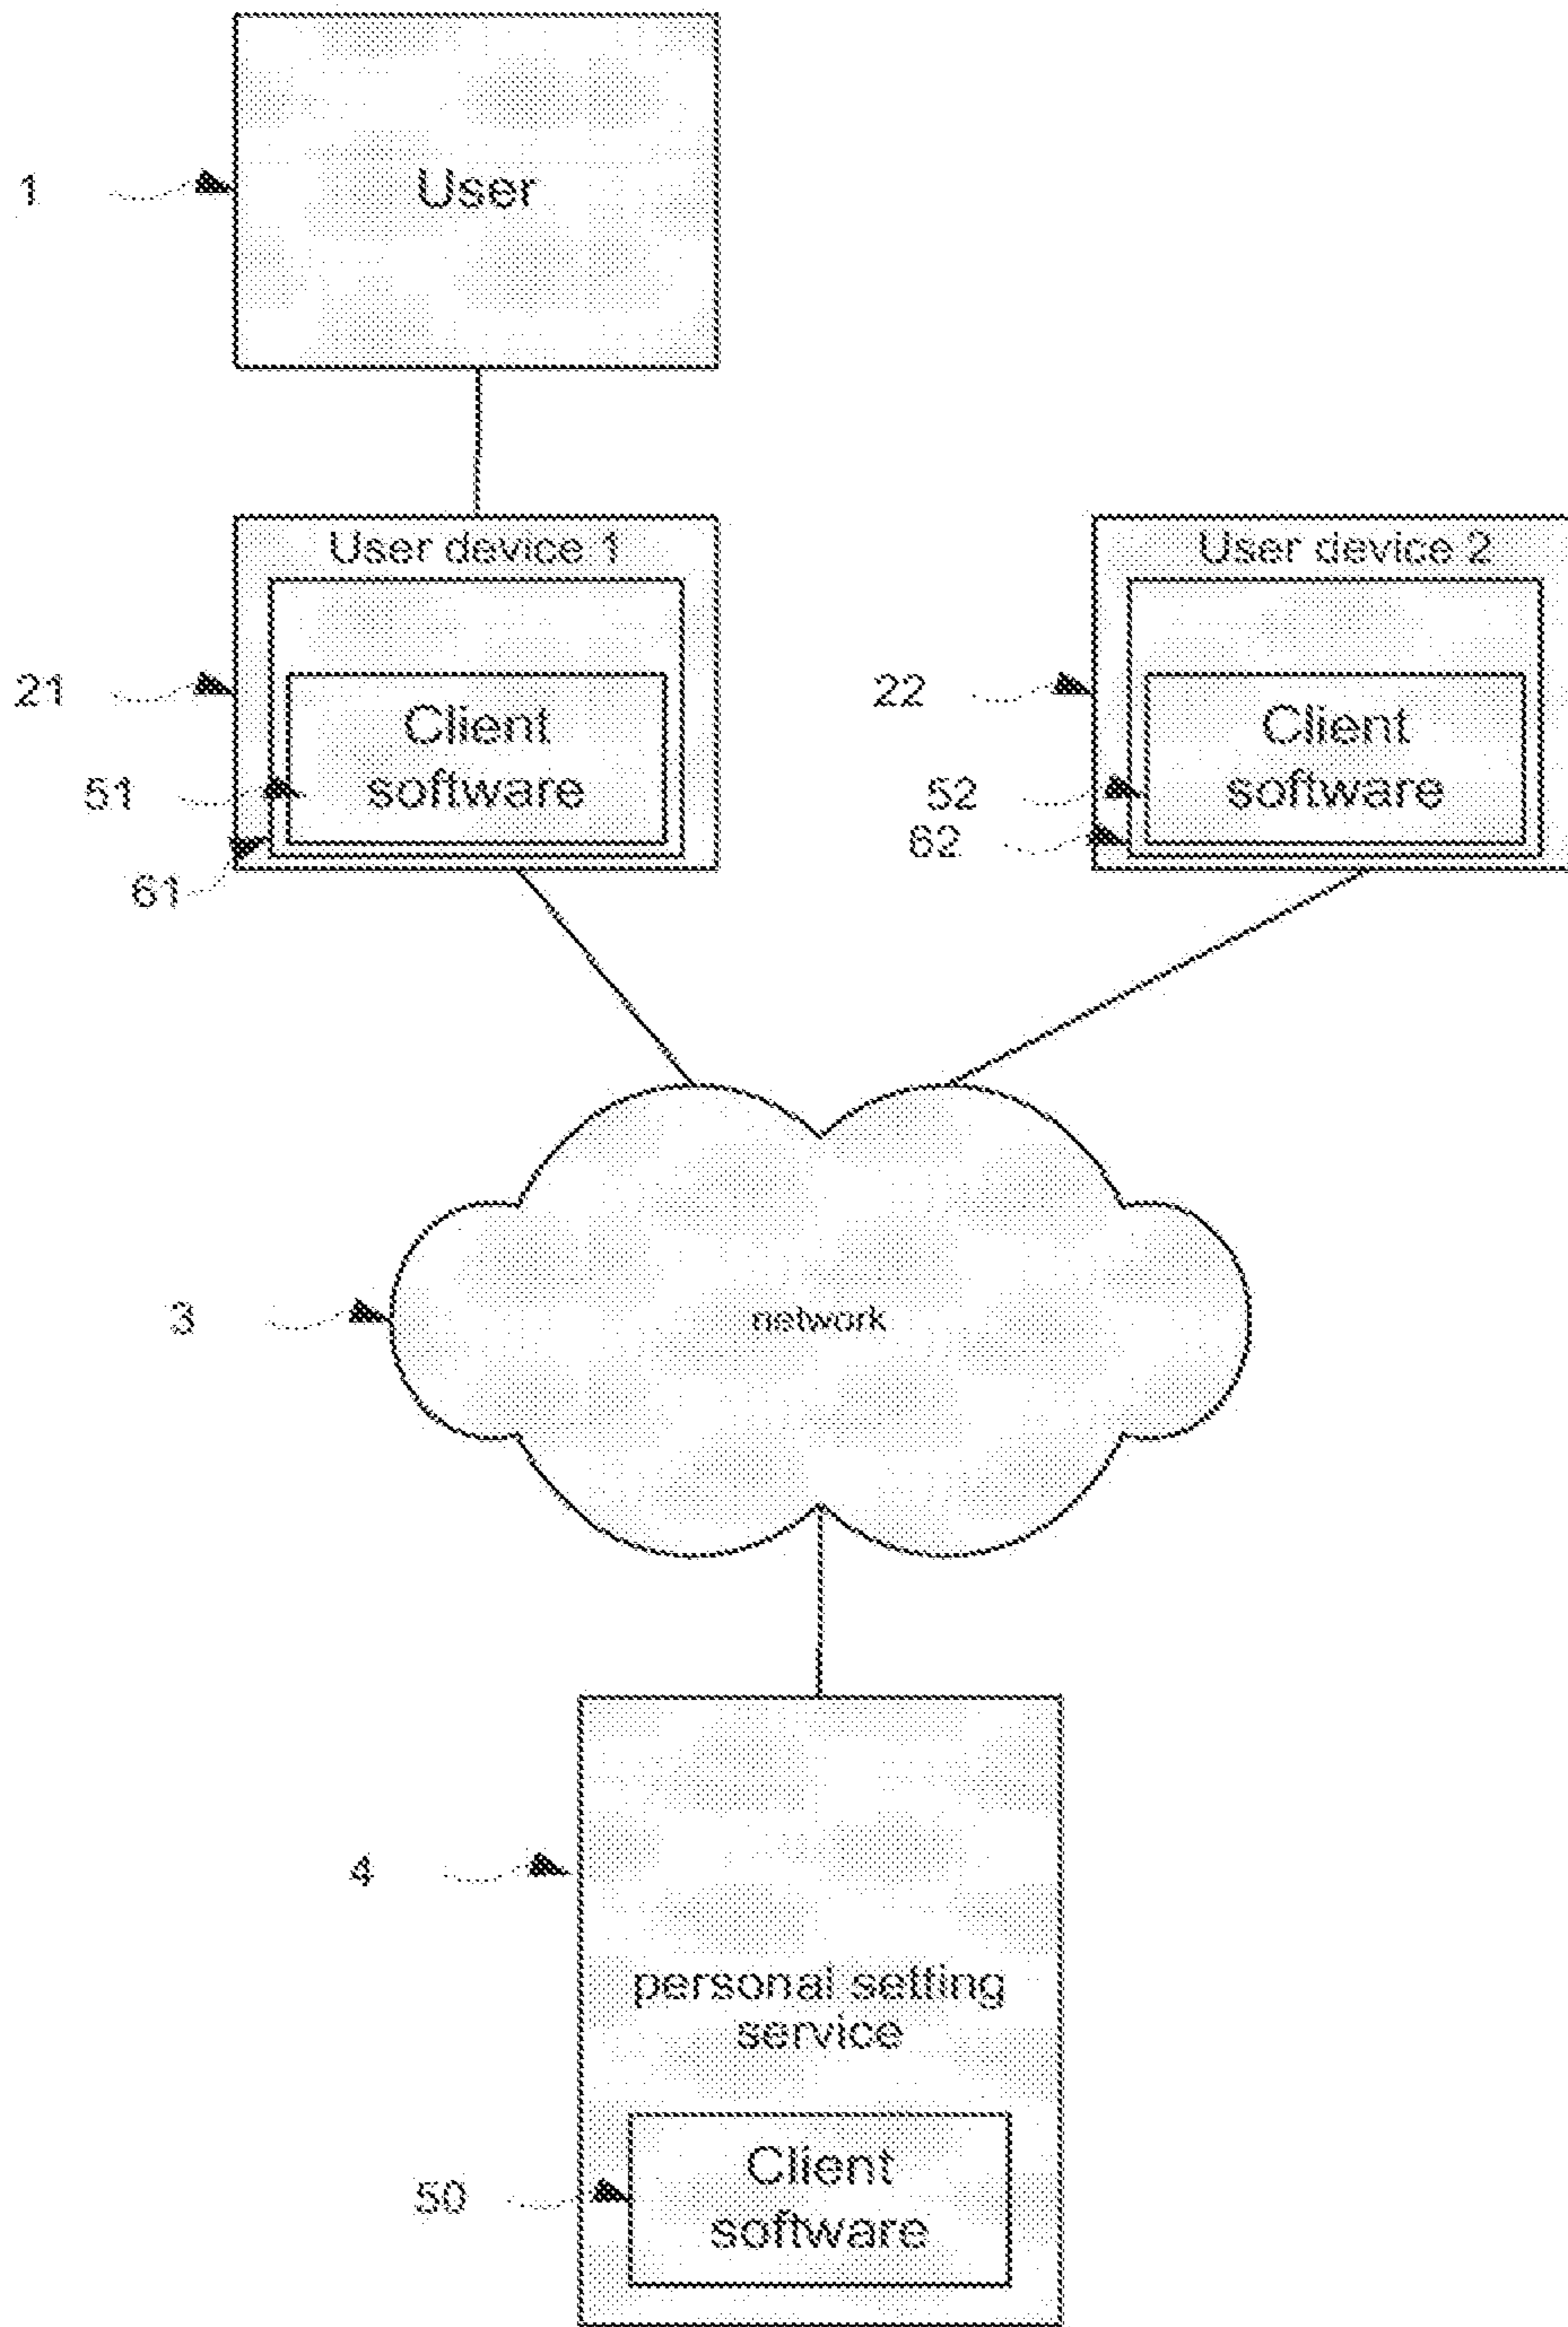 1
User
User device 1
User device 2
21
Client
software
22
Client
software
51
52
61
62
3
network
4
personal setting
service
50
Client
software